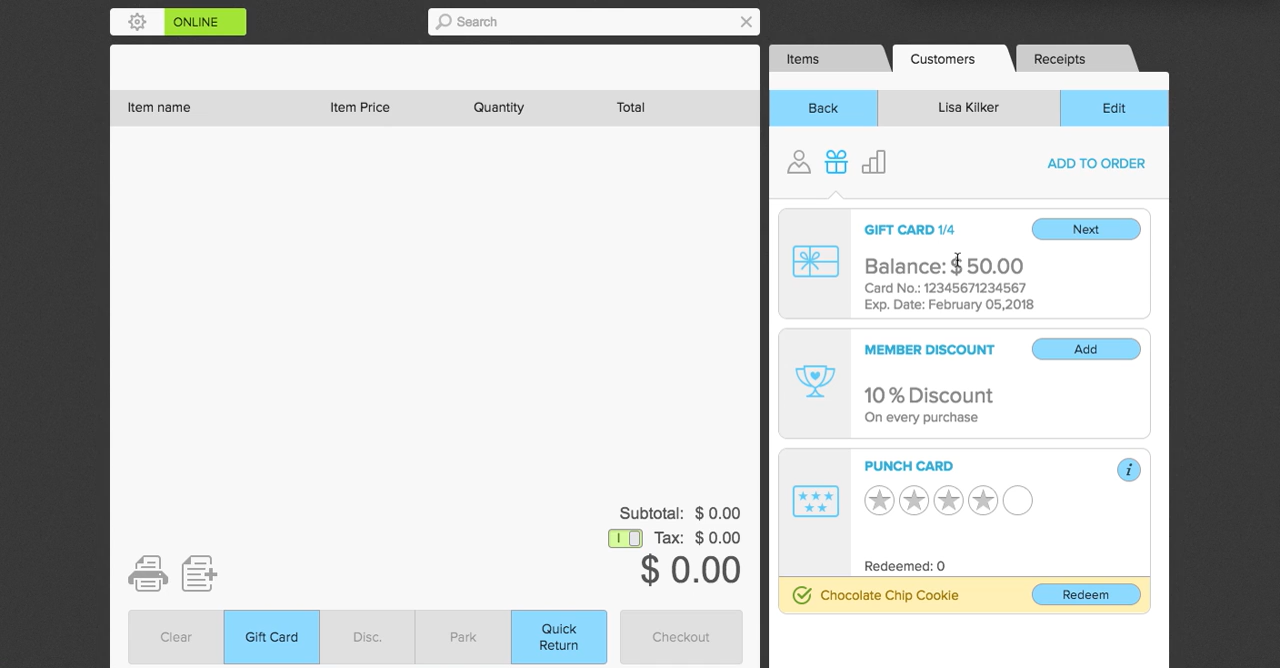 ONLINE
Search
Items
Customers
Receipts
Item name
Item Price
Quantity
Total
Back
Lisa Kilker
Edit
ADD TO ORDER
GIFT CARD 1/4
Next
Balance: $ 50.00
Card No.: 12345671234567
Exp. Date: February 05,2018
MEMBER DISCOUNT
Add
10 % Discount
On every purchase
PUNCH CARD
i
Redeemed: 0
Chocolate Chip Cookie
Redeem
Subtotal: $ 0.00
Tax: $ 0.00
$ 0.00
Clear
Gift Card
Disc.
Park
Quick
Return
Checkout